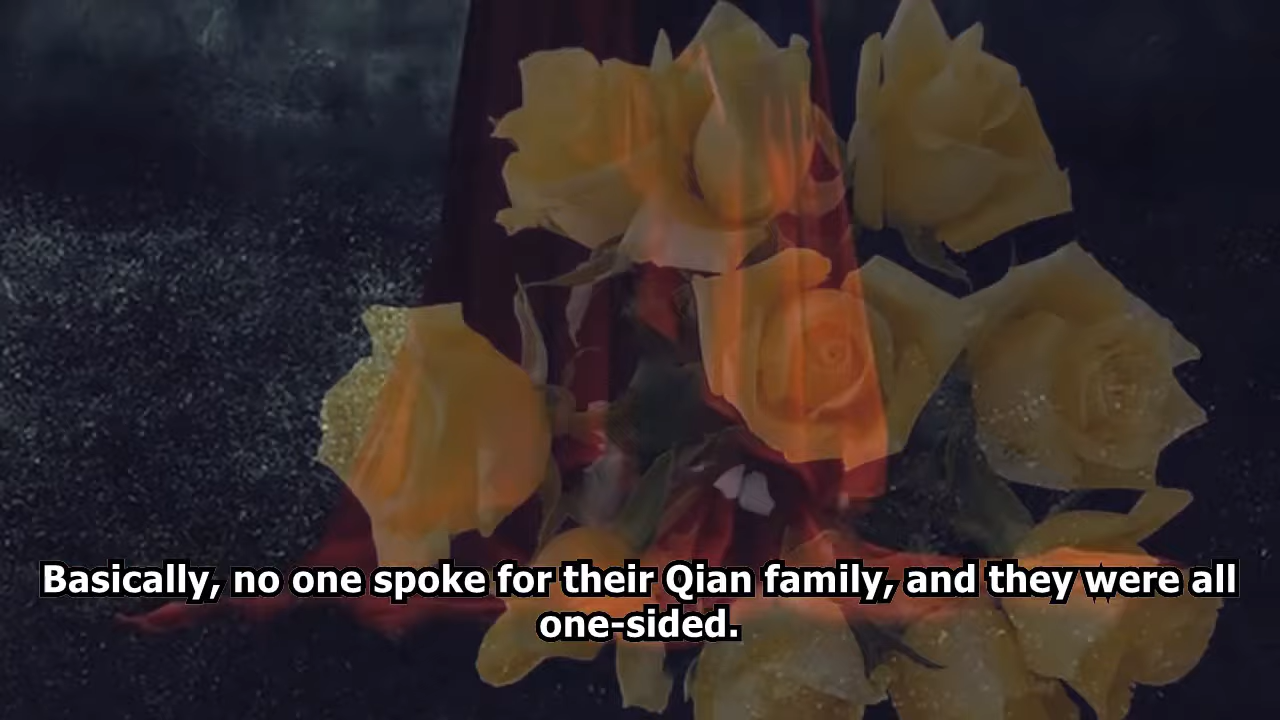 Basically, no one spoke for their Qian family, and they were all
one-sided.